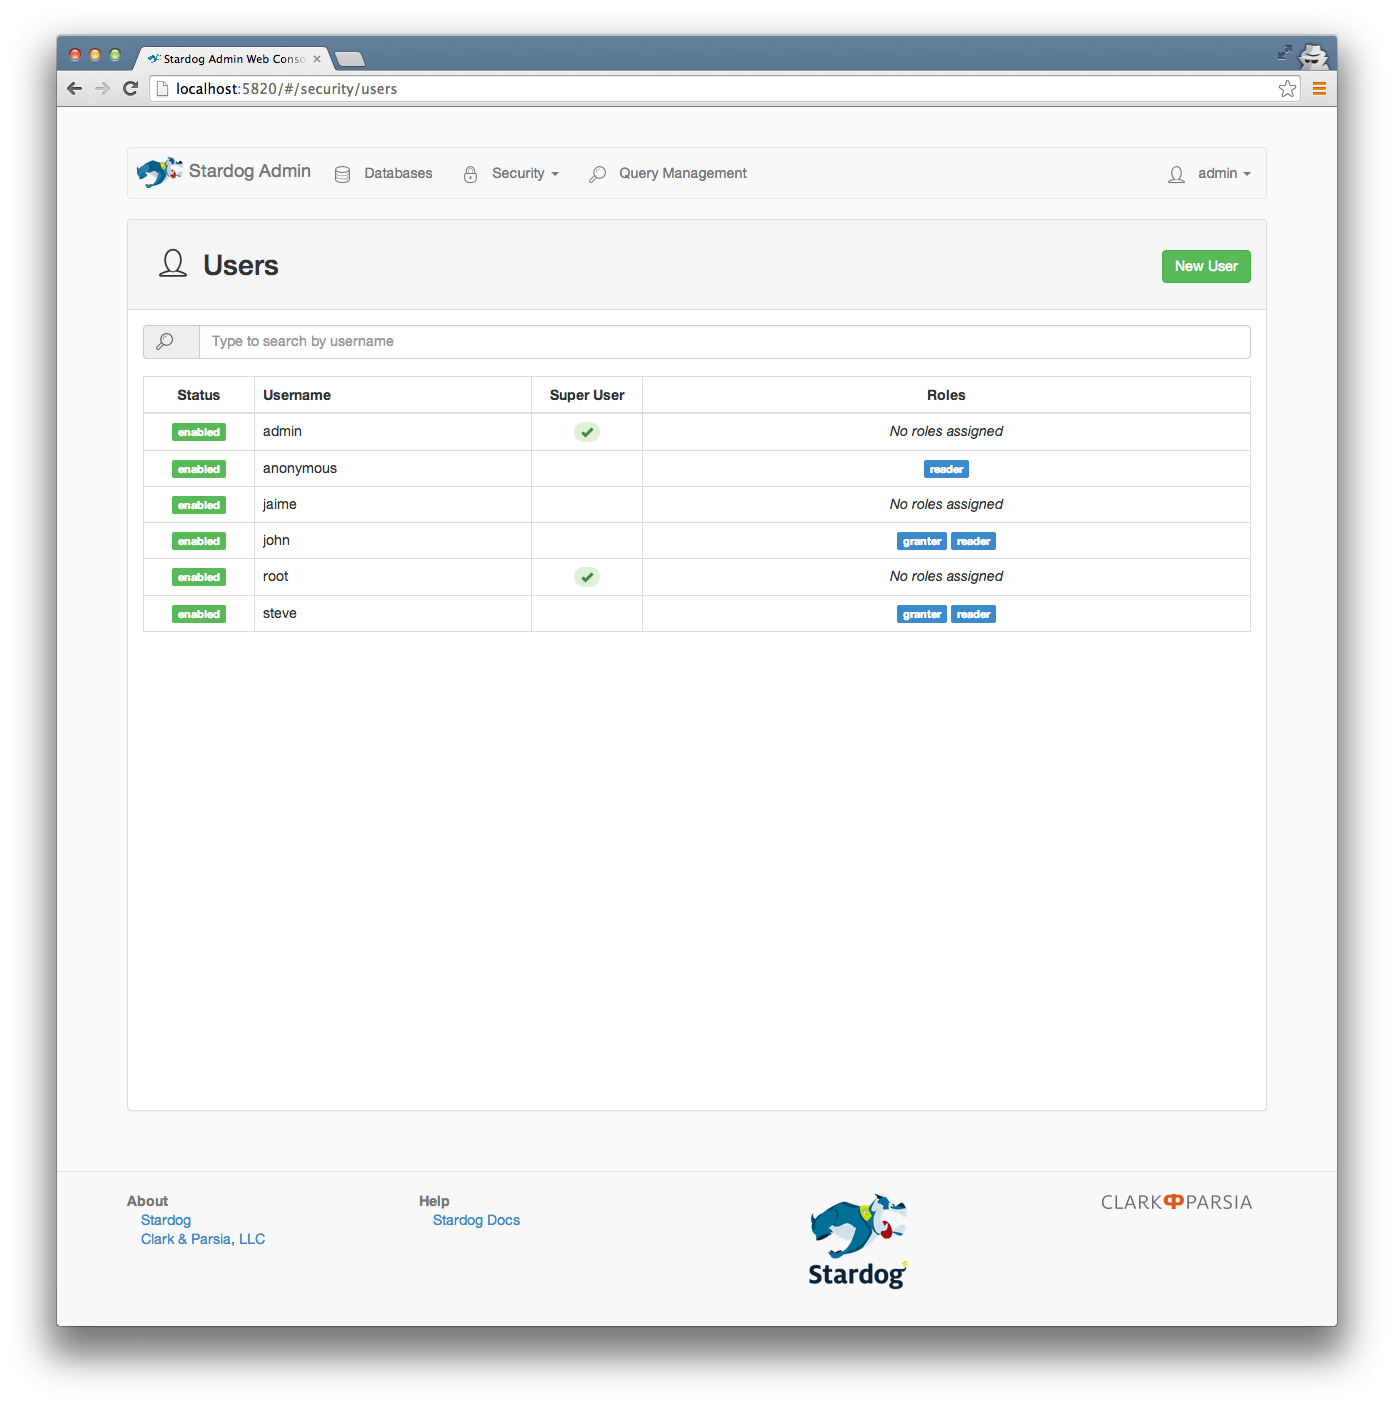 Stardog Admin Web Conso
localhost:5820/#/security/users
Stardog Admin Databases Security Query Management admin
Users New User
Type to search by username
Status Username Super User Roles
enabled admin No roles assigned
enabled anonymous reader
enabled jaime No roles assigned
enabled john granter reader
enabled root No roles assigned
enabled steve granter reader
About Help CLARK PARSIA
Stardog Stardog Docs
Clark & Parsia, LLC
Stardog